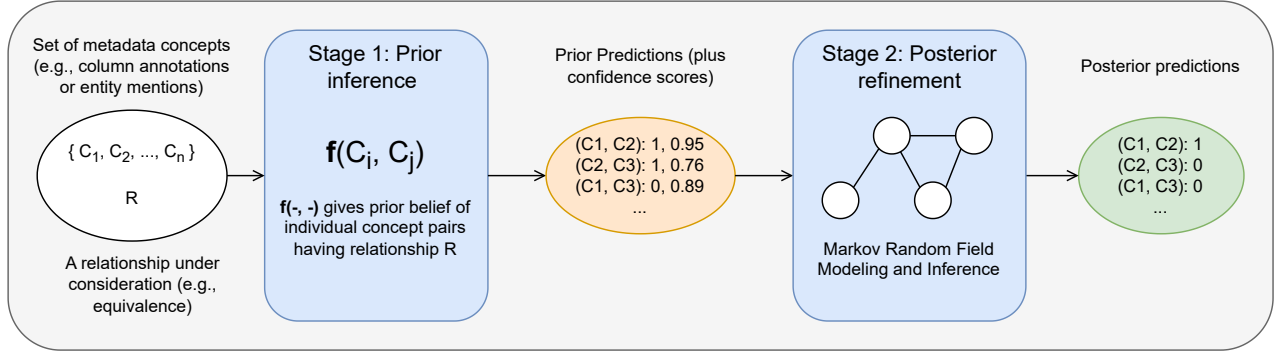 Set of metadata concepts
(e.g., column annotations
or entity mentions)
{ C₁, C₂, ..., Cₙ }
R
A relationship under
consideration (e.g.,
equivalence)
Stage 1: Prior
inference
f(Cᵢ, Cⱼ)
f(-, -) gives prior belief of
individual concept pairs
having relationship R
Prior Predictions (plus
confidence scores)
(C1, C2): 1, 0.95
(C2, C3): 1, 0.76
(C1, C3): 0, 0.89
...
Stage 2: Posterior
refinement
Markov Random Field
Modeling and Inference
Posterior predictions
(C1, C2): 1
(C2, C3): 0
(C1, C3): 0
...